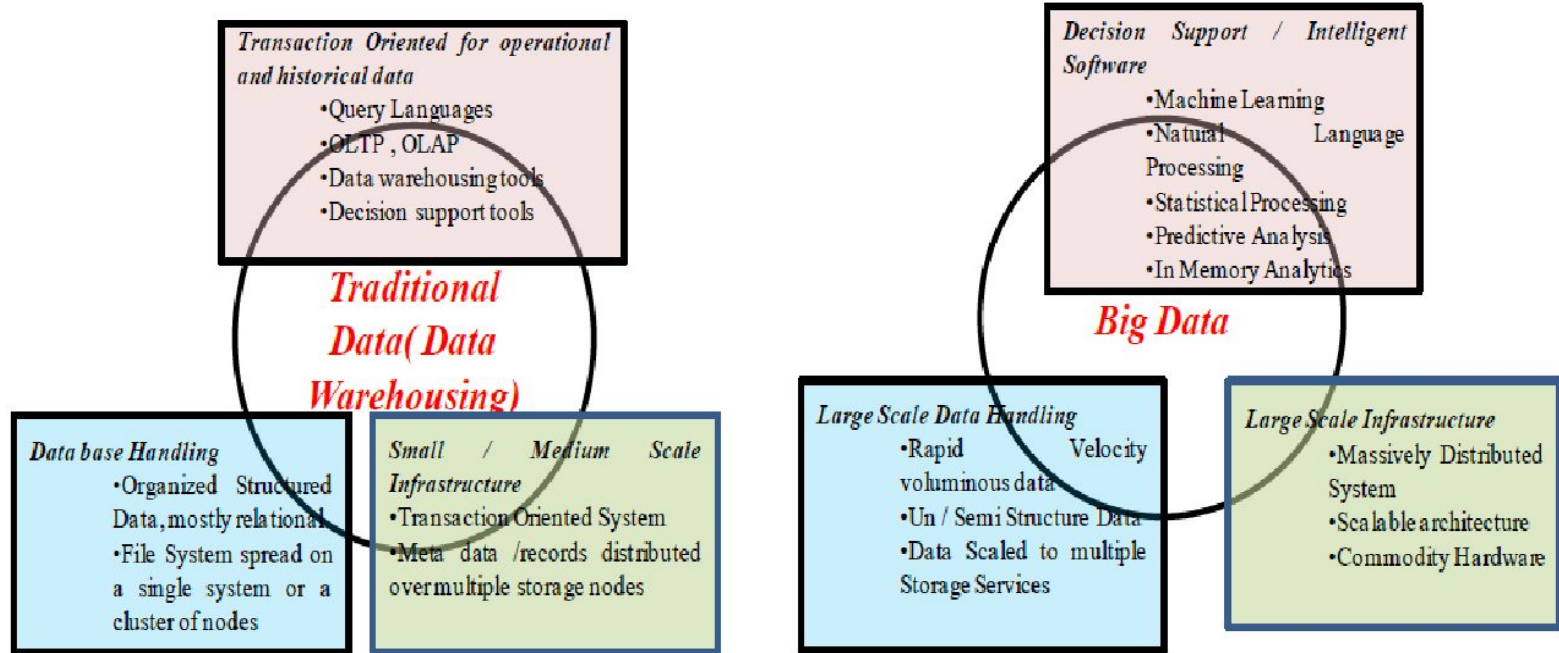 Transaction Oriented for operational
and historical data
•Query Languages
•OLTP , OLAP
•Data warehousing tools
•Decision support tools
Traditional
Data( Data
Warehousing)
Data base Handling
•Organized Structured
Data, mostly relational.
•File System spread on
a single system or a
cluster of nodes
Small / Medium Scale
Infrastructure
•Transaction Oriented System
•Meta data /records distributed
over multiple storage nodes
Decision Support / Intelligent
Software
•Machine Learning
•Natural Language
Processing
•Statistical Processing
•Predictive Analysis
•In Memory Analytics
Big Data
Large Scale Data Handling
•Rapid Velocity
voluminous data
•Un / Semi Structure Data
•Data Scaled to multiple
Storage Services
Large Scale Infrastructure
•Massively Distributed
System
•Scalable architecture
•Commodity Hardware